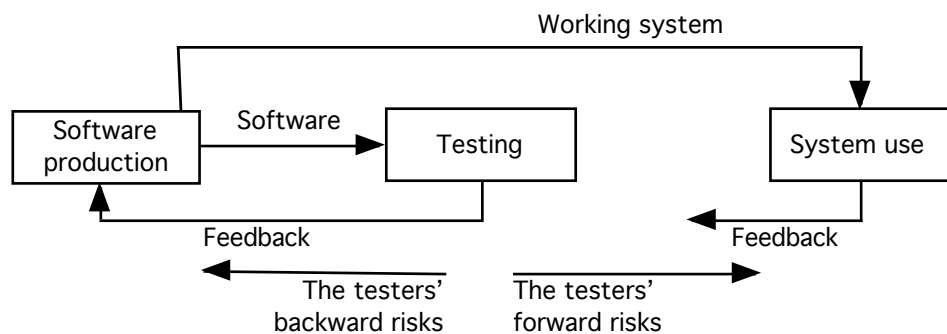 Working system
Software
production
Software
Testing
System use
Feedback
Feedback
The testers'
backward risks
The testers'
forward risks